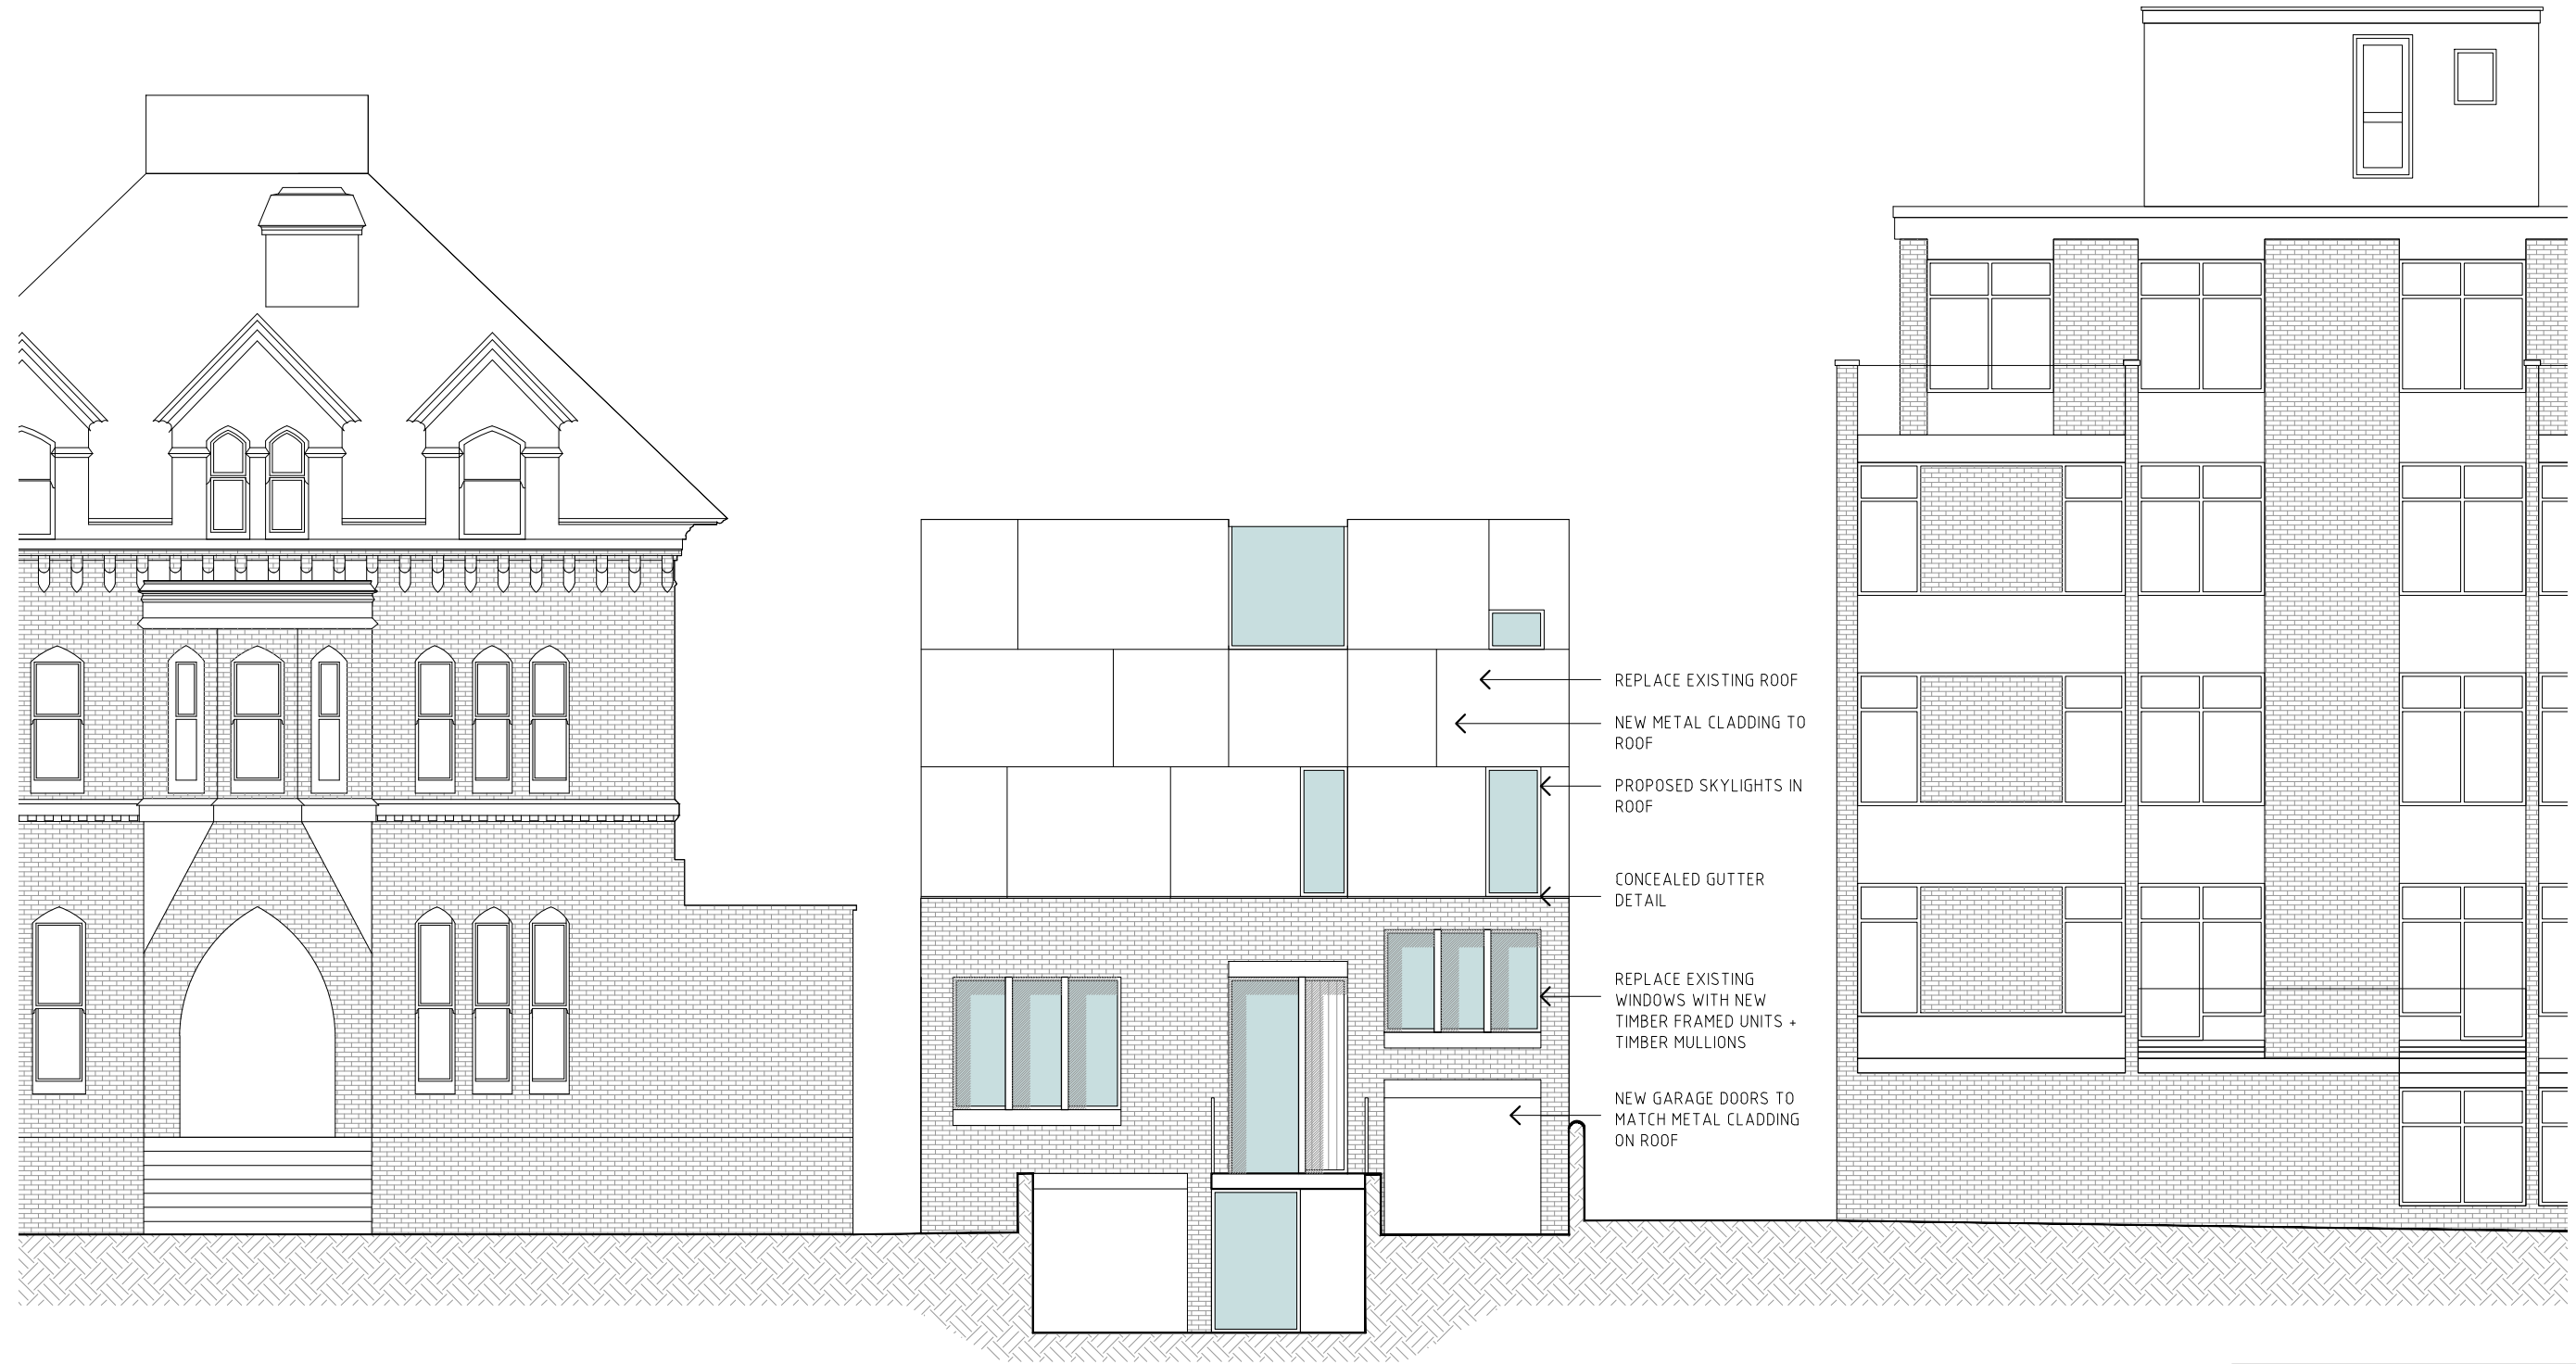 REPLACE EXISTING ROOF
NEW METAL CLADDING TO
ROOF
PROPOSED SKYLIGHTS IN
ROOF
CONCEALED GUTTER
DETAIL
REPLACE EXISTING
WINDOWS WITH NEW
TIMBER FRAMED UNITS +
TIMBER MULLIONS
NEW GARAGE DOORS TO
MATCH METAL CLADDING
ON ROOF